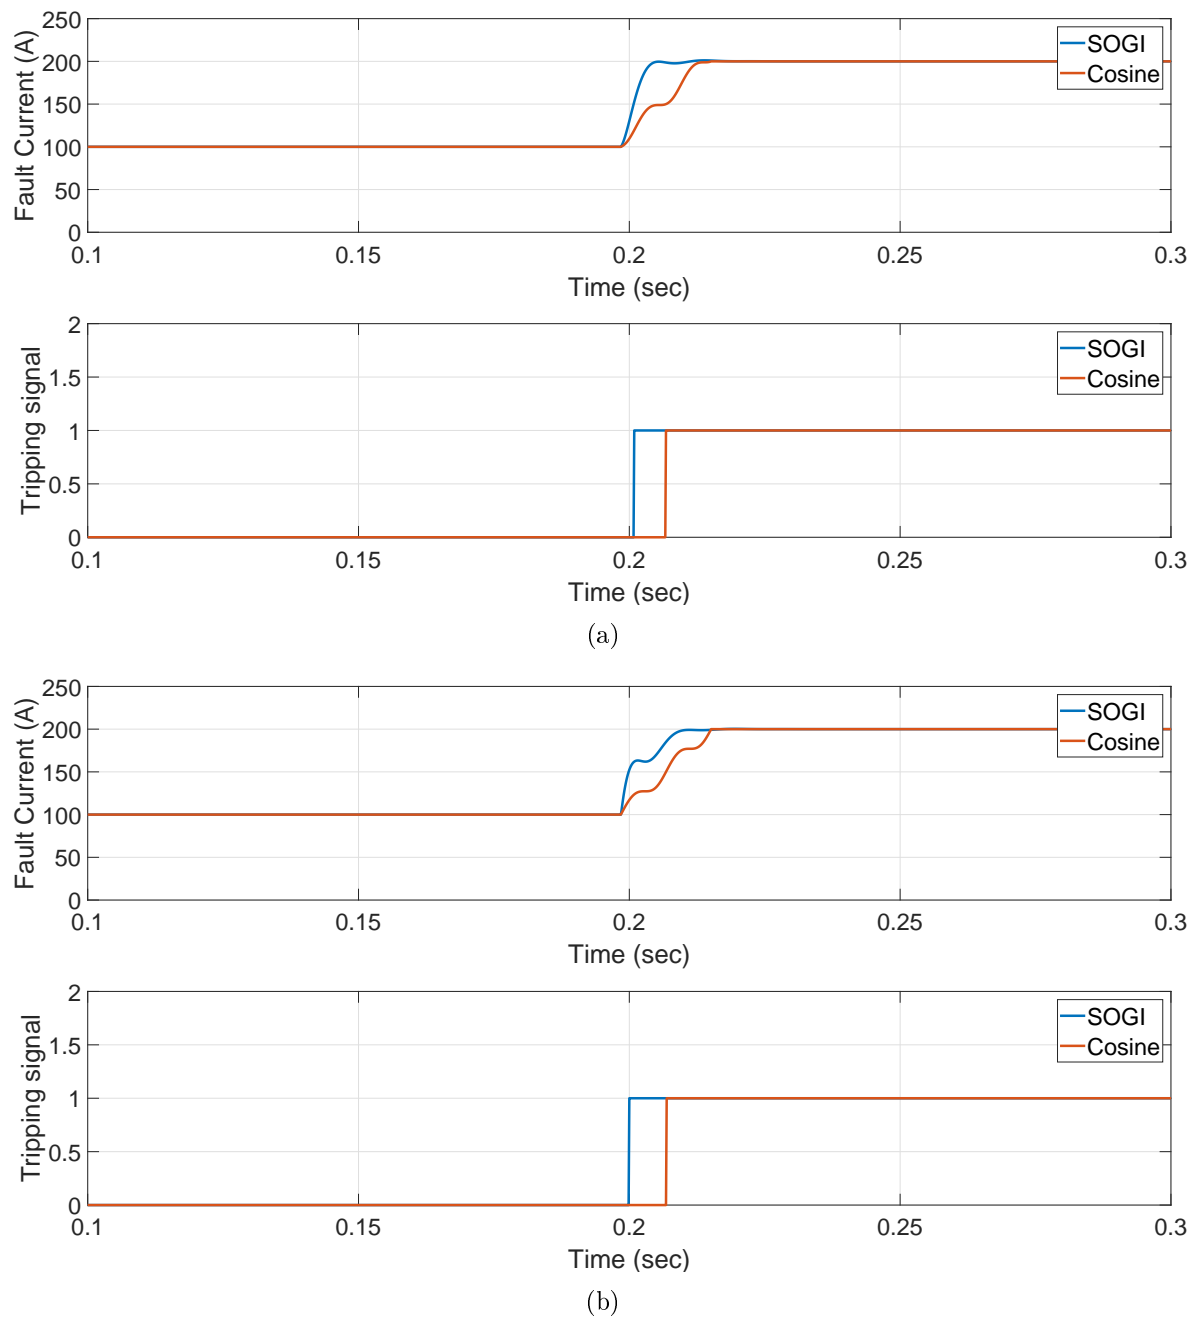 250
200
150
100
50
0
Fault Current (A)
SOGI
Cosine
0.1 0.15 0.2 0.25 0.3
Time (sec)
2
1.5
1
0.5
0
Tripping signal
SOGI
Cosine
0.1 0.15 0.2 0.25 0.3
Time (sec)
(a)
250
200
150
100
50
0
Fault Current (A)
SOGI
Cosine
0.1 0.15 0.2 0.25 0.3
Time (sec)
2
1.5
1
0.5
0
Tripping signal
SOGI
Cosine
0.1 0.15 0.2 0.25 0.3
Time (sec)
(b)